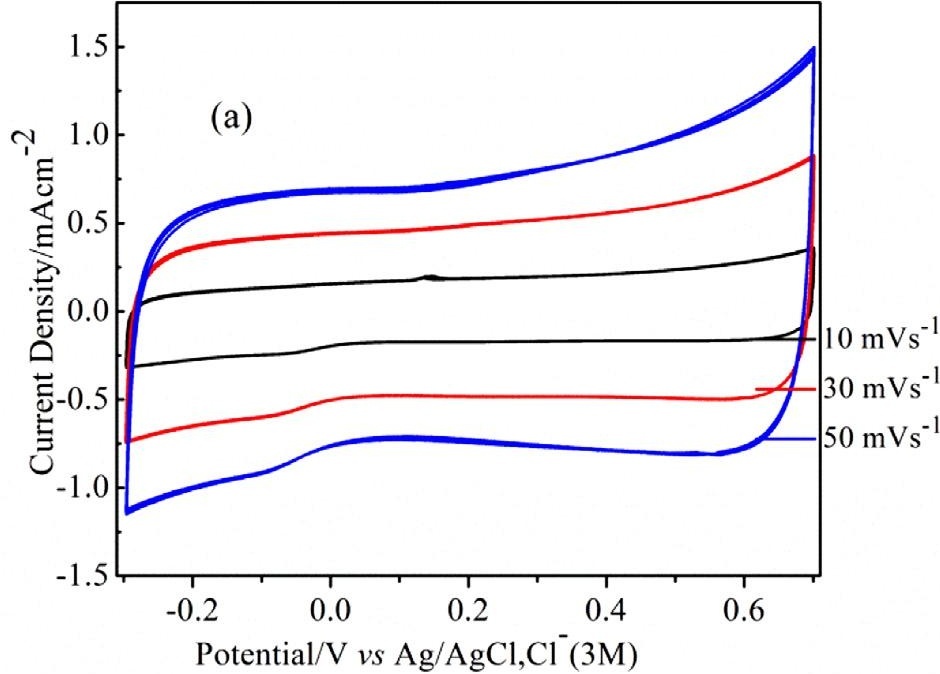 (a)
Current Density/mAcm-2
1.5
1.0
0.5
0.0
-0.5
-1.0
-1.5
10 mVs-1
30 mVs-1
50 mVs-1
-0.2 0.0 0.2 0.4 0.6
Potential/V vs Ag/AgCl,Cl-(3M)